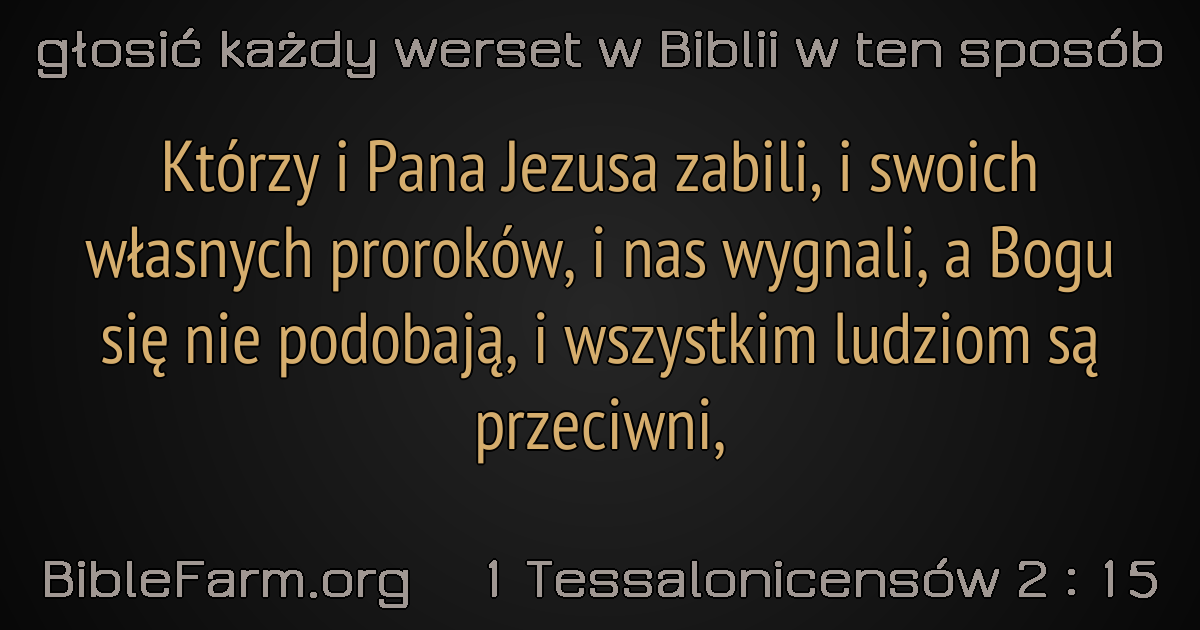 głosić każdy werset w Biblii w ten sposób
Którzy i Pana Jezusa zabili, i swoich
własnych proroków, i nas wygnali, a Bogu
się nie podobają, i wszystkim ludziom są
przeciwni,
BibleFarm.org 1 Tessalonicensów 2 : 15